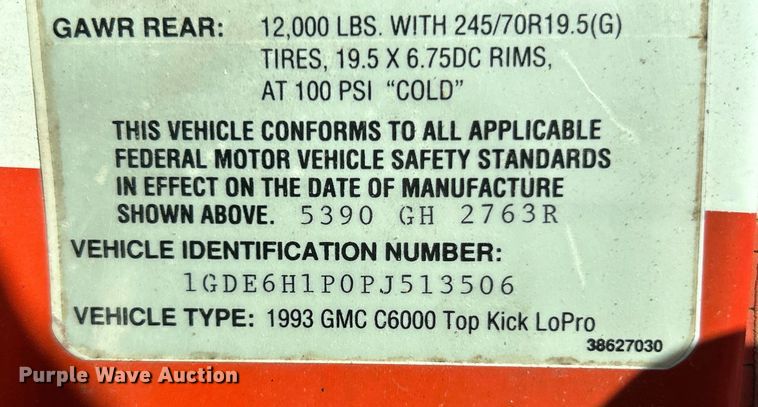 GAWR REAR: 12,000 LBS. WITH 245/70R19.5(G)
TIRES, 19.5 X 6.75DC RIMS,
AT 100 PSI “COLD”
THIS VEHICLE CONFORMS TO ALL APPLICABLE
FEDERAL MOTOR VEHICLE SAFETY STANDARDS
IN EFFECT ON THE DATE OF MANUFACTURE
SHOWN ABOVE. 5390 GH 2763R
VEHICLE IDENTIFICATION NUMBER:
1GDE6H1P0PJ513506
VEHICLE TYPE: 1993 GMC C6000 Top Kick LoPro
38627030
Purple Wave Auction